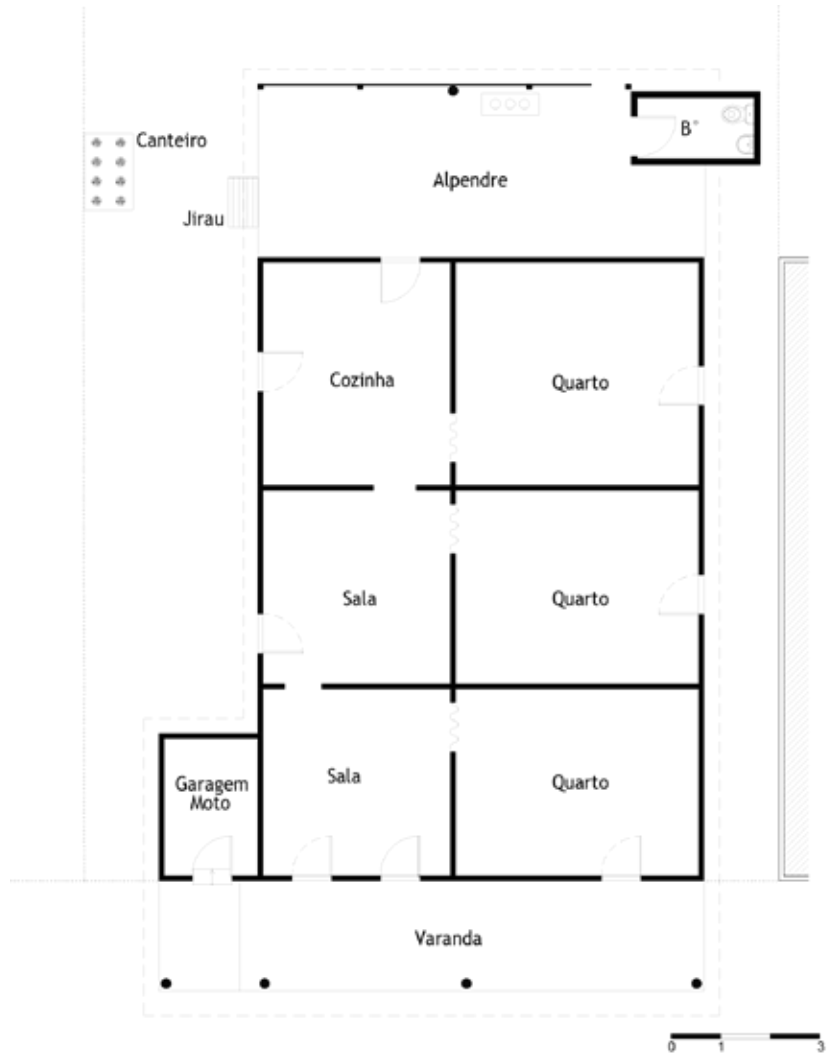 Canteiro
B°
Alpendre
Jirau
Cozinha
Quarto
Sala
Quarto
Garagem
Moto
Sala
Quarto
Varanda
0 1 3